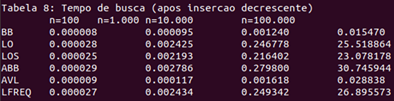 Tabela 8: Tempo de busca (apos insercao decrescente)
n=100 n=1.000 n=10.000 n=100.000
BB 0.000008 0.000095 0.001240 0.015470
LO 0.000028 0.002425 0.246778 25.518864
LOS 0.000025 0.002193 0.216402 23.078178
ABB 0.000029 0.002786 0.279800 30.745944
AVL 0.000009 0.000117 0.001618 0.028838
LFREQ 0.000027 0.002434 0.249342 26.895573